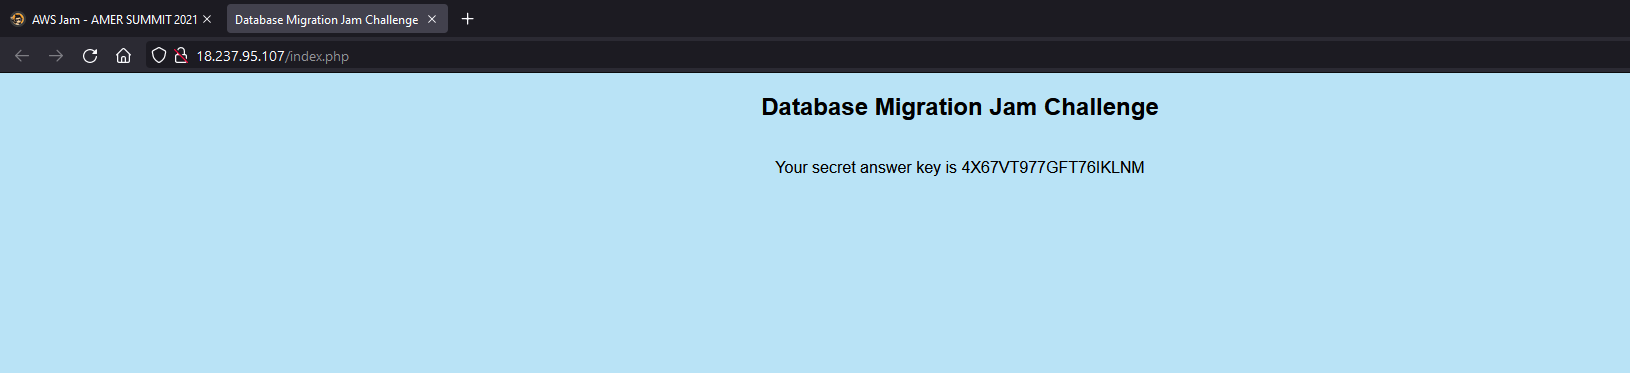 AWS Jam - AMER SUMMIT 2021
Database Migration Jam Challenge
18.237.95.107/index.php
Database Migration Jam Challenge
Your secret answer key is 4X67VT977GFT76IKLNM